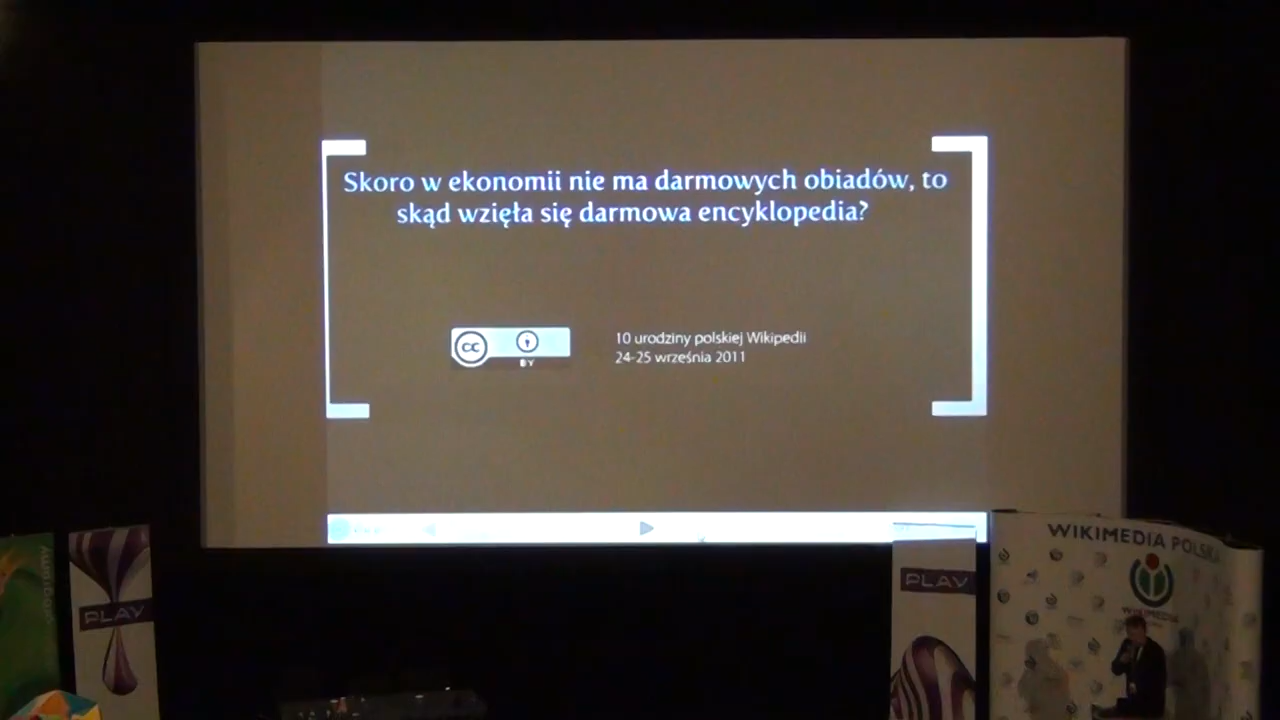 Skoro w ekonomii nie ma darmowych obiadów, to
skąd wzięła się darmowa encyklopedia?
cc
BY
10 urodziny polskiej Wikipedii
24-25 września 2011
PLAY
PLAY
WIKIMEDIA POLSKA
WIKIMEDIA